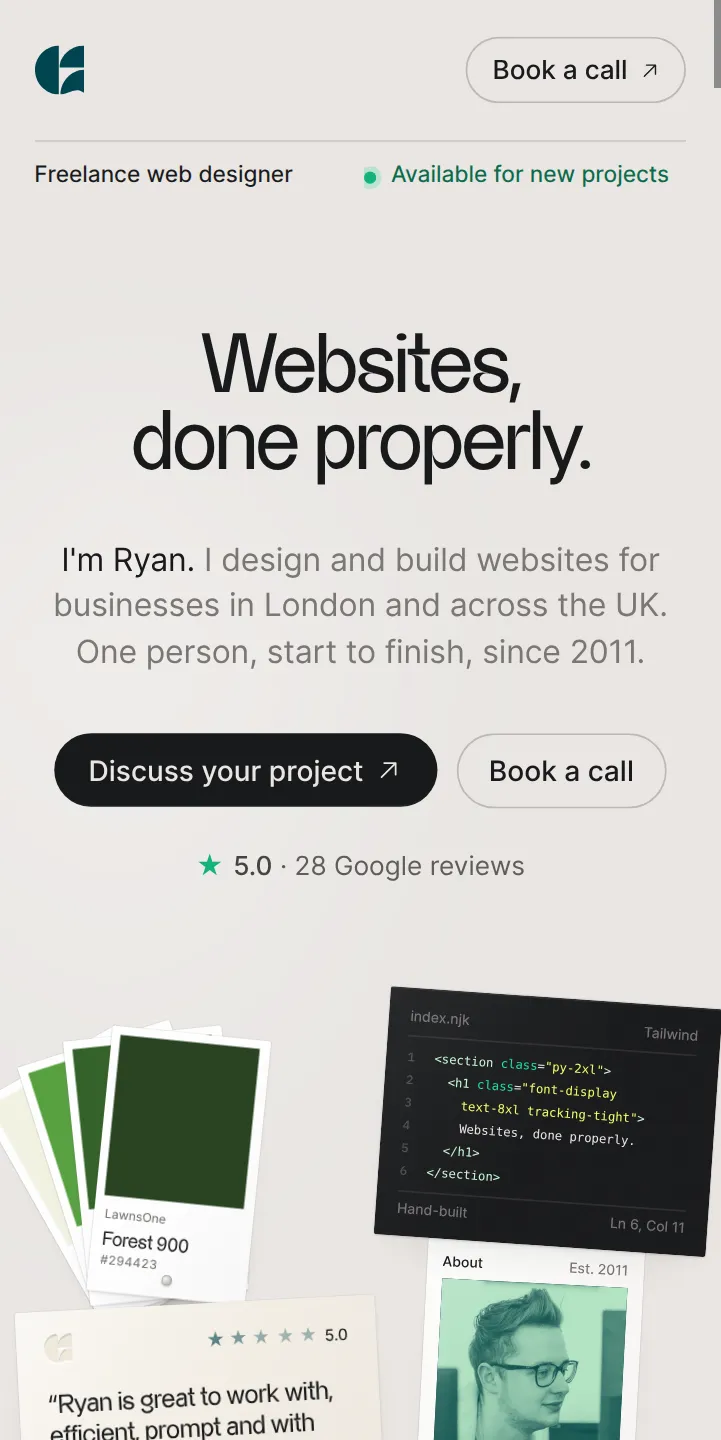 Book a call
Freelance web designer
Available for new projects
Websites,
done properly.
I'm Ryan. I design and build websites for
businesses in London and across the UK.
One person, start to finish, since 2011.
Discuss your project
Book a call
★ 5.0 · 28 Google reviews
index.njk
Tailwind
1 <section class="py-2xl">
2 <h1 class="font-display
3 text-8xl tracking-tight">
4 Websites, done properly.
5 </h1>
6 </section>
Hand-built
Ln 6, Col 11
LawnsOne
Forest 900
#294423
About
Est. 2011
★ ★ ★ ★ ★ 5.0
“Ryan is great to work with,
efficient, prompt and with